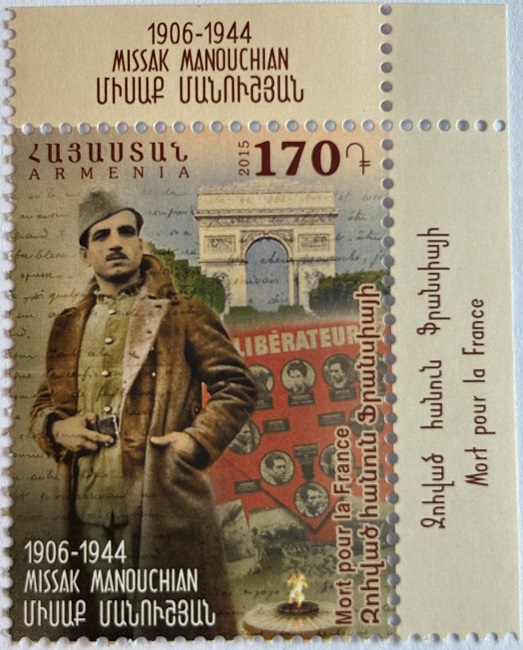 1906-1944
MISSAK MANOUCHIAN
ՄԻՍԱՔ ՄԱՆՈՒՇՅԱՆ
ՀԱՅԱՍՏԱՆ
ARMENIA
2015
170֏
LIBÉRATEUR
Mort pour la France
Զոհված հանուն Ֆրանսիայի
1906-1944
MISSAK MANOUCHIAN
ՄԻՍԱՔ ՄԱՆՈՒՇՅԱՆ
Զոհված հանուն Ֆրանսիայի
Mort pour la France